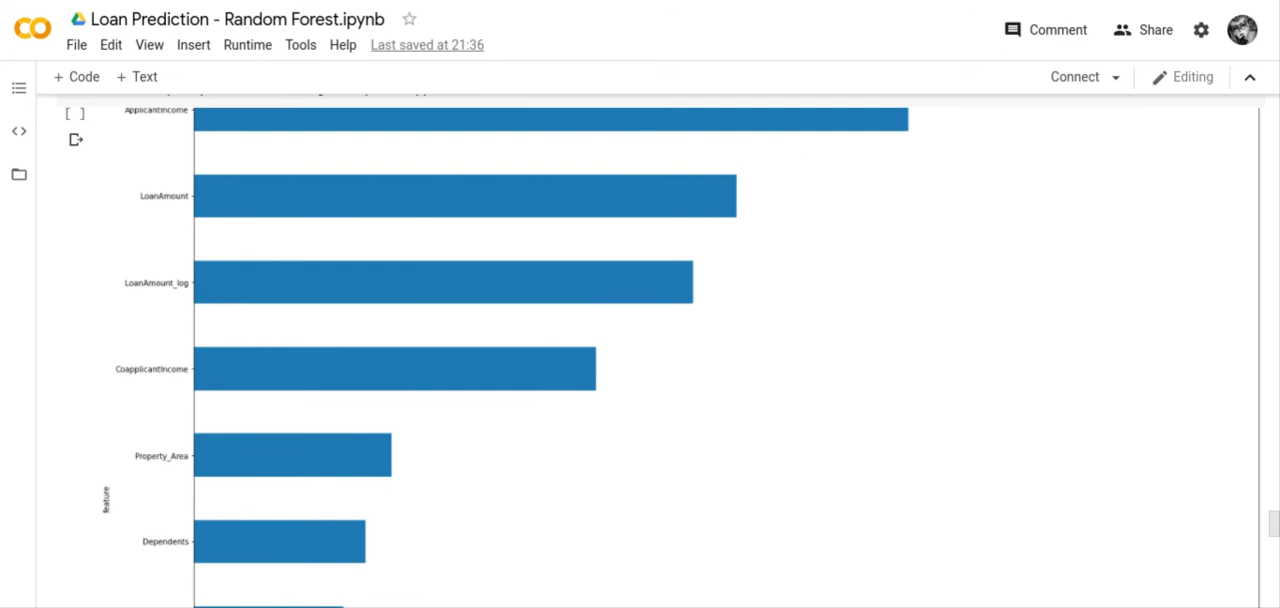 Loan Prediction - Random Forest.ipynb
File Edit View Insert Runtime Tools Help Last saved at 21:36
Comment Share
+ Code + Text
Connect Editing
[ ]
ApplicantIncome
LoanAmount
LoanAmount_log
CoapplicantIncome
Property_Area
feature
Dependents